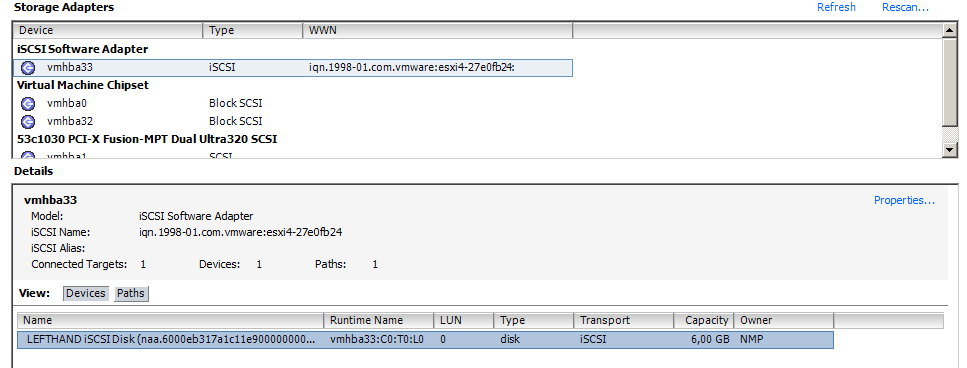 Storage Adapters Refresh Rescan...
Device Type WWN
iSCSI Software Adapter
vmhba33 iSCSI iqn.1998-01.com.vmware:esxi4-27e0fb24:
Virtual Machine Chipset
vmhba0 Block SCSI
vmhba32 Block SCSI
53c1030 PCI-X Fusion-MPT Dual Ultra320 SCSI
vmhba1 SCSI
Details
vmhba33 Properties...
Model: iSCSI Software Adapter
iSCSI Name: iqn.1998-01.com.vmware:esxi4-27e0fb24
iSCSI Alias:
Connected Targets: 1 Devices: 1 Paths: 1
View: Devices Paths
Name Runtime Name LUN Type Transport Capacity Owner
LEFTHAND iSCSI Disk (naa.6000eb317a1c11e900000000... vmhba33:C0:T0:L0 0 disk iSCSI 6,00 GB NMP